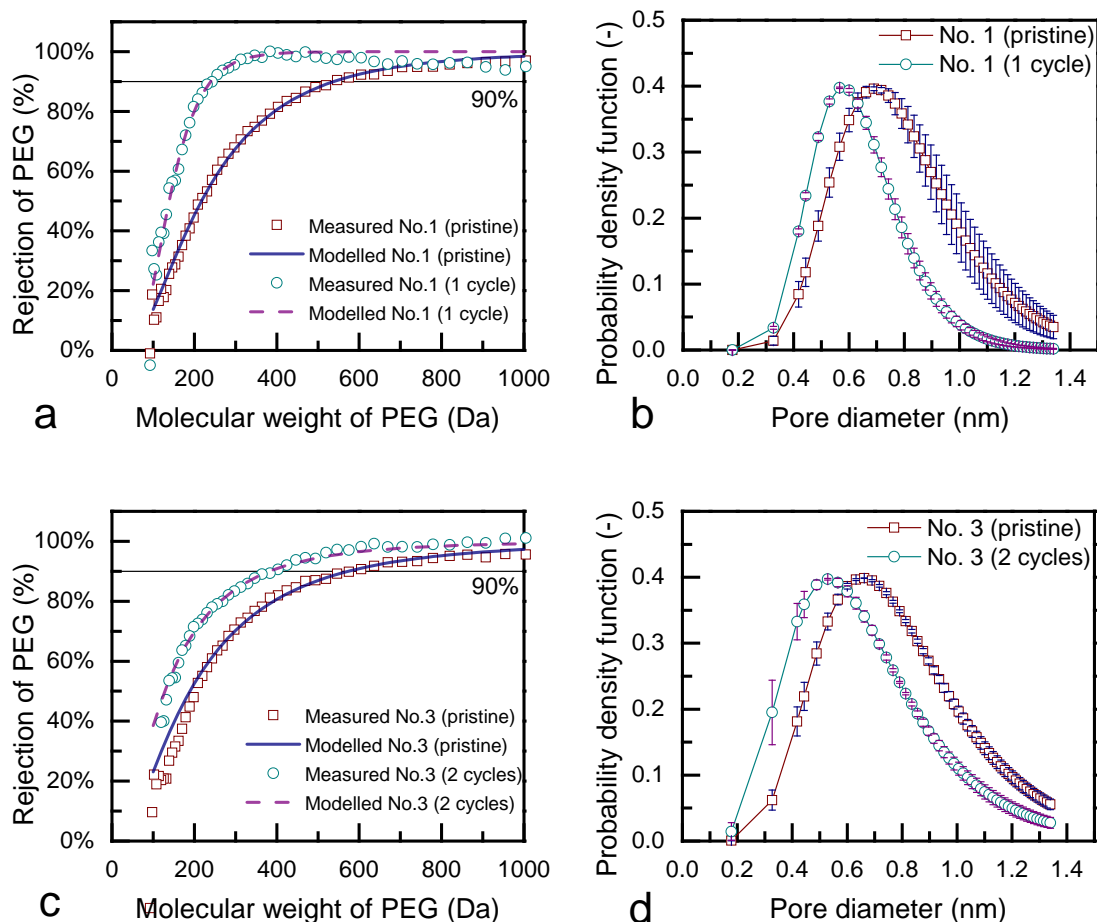 100%
80%
60%
40%
20%
0%
Rejection of PEG (%)
90%
Measured No.1 (pristine)
Modelled No.1 (pristine)
Measured No.1 (1 cycle)
Modelled No.1 (1 cycle)
0 200 400 600 800 1000
Molecular weight of PEG (Da)
a
0.5
0.4
0.3
0.2
0.1
0.0
Probability density function (-)
No. 1 (pristine)
No. 1 (1 cycle)
0.0 0.2 0.4 0.6 0.8 1.0 1.2 1.4
Pore diameter (nm)
b
100%
80%
60%
40%
20%
0%
Rejection of PEG (%)
90%
Measured No.3 (pristine)
Modelled No.3 (pristine)
Measured No.3 (2 cycles)
Modelled No.3 (2 cycles)
0 200 400 600 800 1000
Molecular weight of PEG (Da)
c
0.5
0.4
0.3
0.2
0.1
0.0
Probability density function (-)
No. 3 (pristine)
No. 3 (2 cycles)
0.0 0.2 0.4 0.6 0.8 1.0 1.2 1.4
Pore diameter (nm)
d